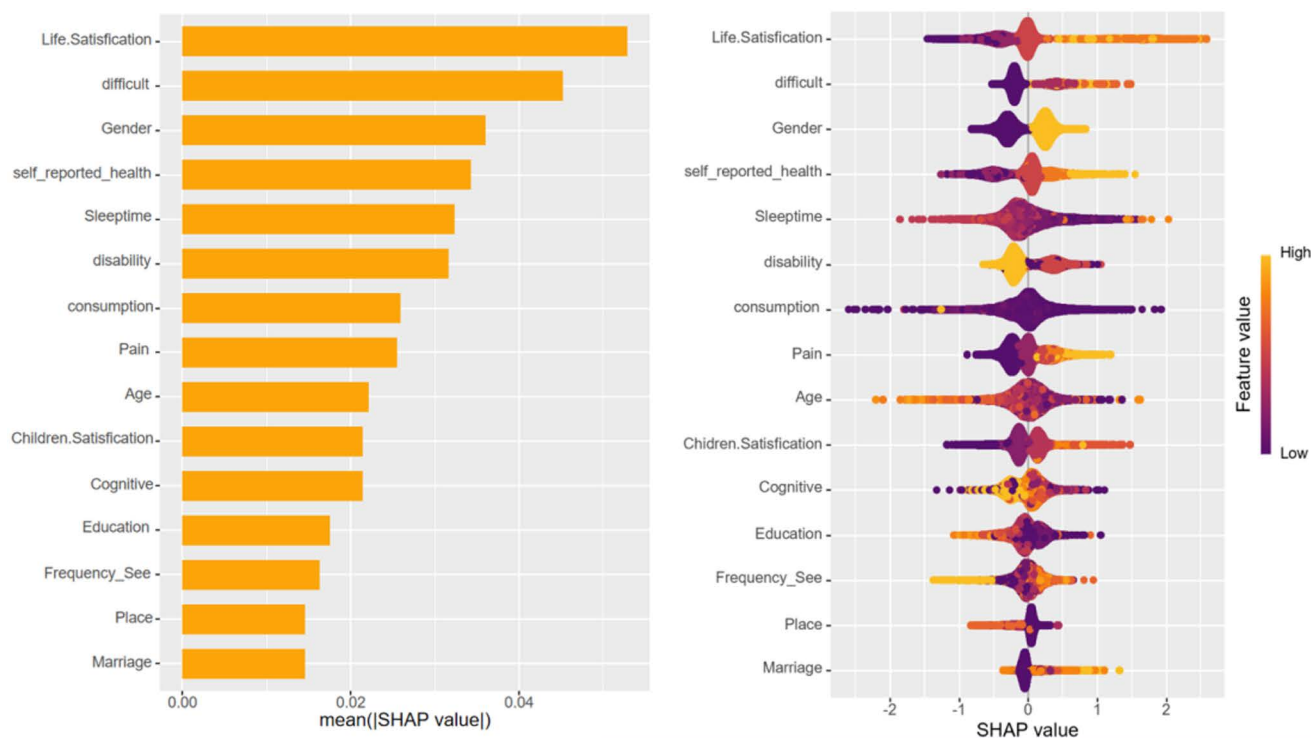 Life.Satisfication
difficult
Gender
self_reported_health
Sleeptime
disability
consumption
Pain
Age
Children.Satisfication
Cognitive
Education
Frequency_See
Place
Marriage
0.00 0.02 0.04
mean(|SHAP value|)
Life.Satisfication
difficult
Gender
self_reported_health
Sleeptime
disability
consumption
Pain
Age
Chidren.Satisfication
Cognitive
Education
Frequency_See
Place
Marriage
-2 -1 0 1 2
SHAP value
High
Feature value
Low